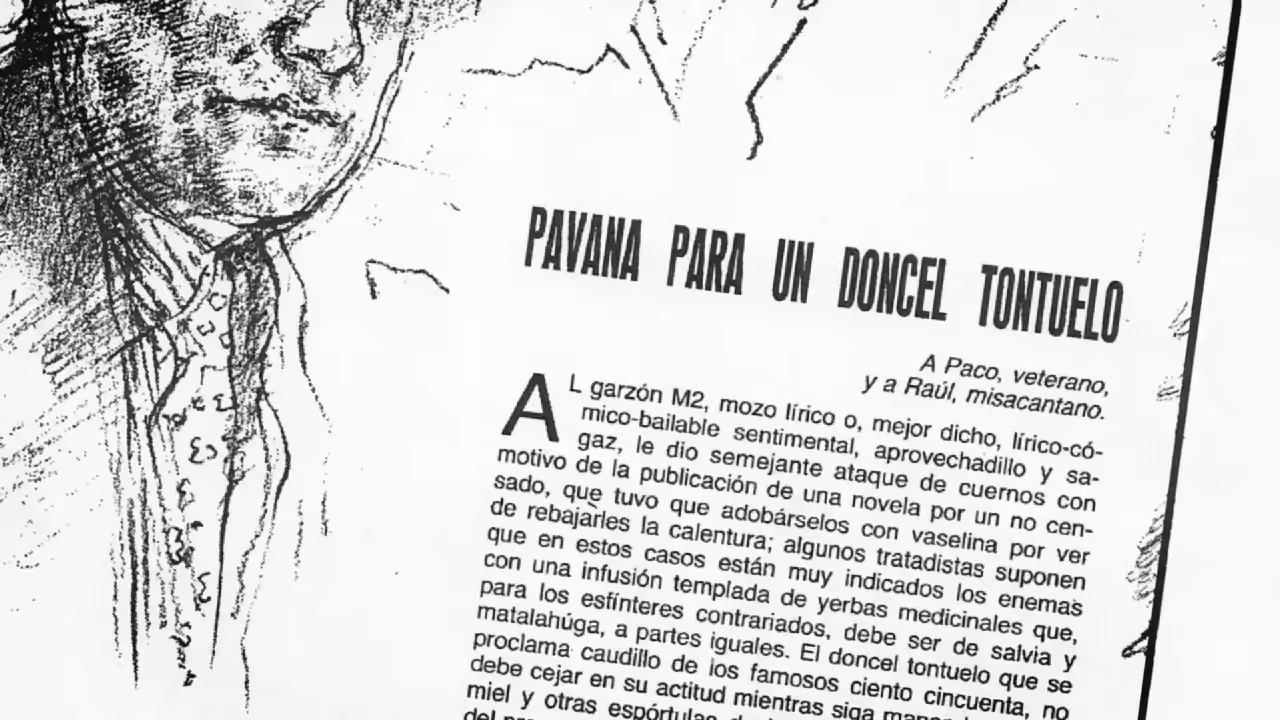 PAVANA PARA UN DONCEL TONTUELO
A Paco, veterano,
y a Raúl, misacantano.
AL garzón M2, mozo lírico o, mejor dicho, lírico-có-
mico-bailable sentimental, aprovechadillo y sa-
gaz, le dio semejante ataque de cuernos con
motivo de la publicación de una novela por un no cen-
sado, que tuvo que adobárselos con vaselina por ver
de rebajarles la calentura; algunos tratadistas suponen
que en estos casos están muy indicados los enemas
con una infusión templada de yerbas medicinales que,
para los esfínteres contrariados, debe ser de salvia y
matalahúga, a partes iguales. El doncel tontuelo que se
proclama caudillo de los famosos ciento cincuenta, no
debe cejar en su actitud mientras siga
miel y otras espórtulas